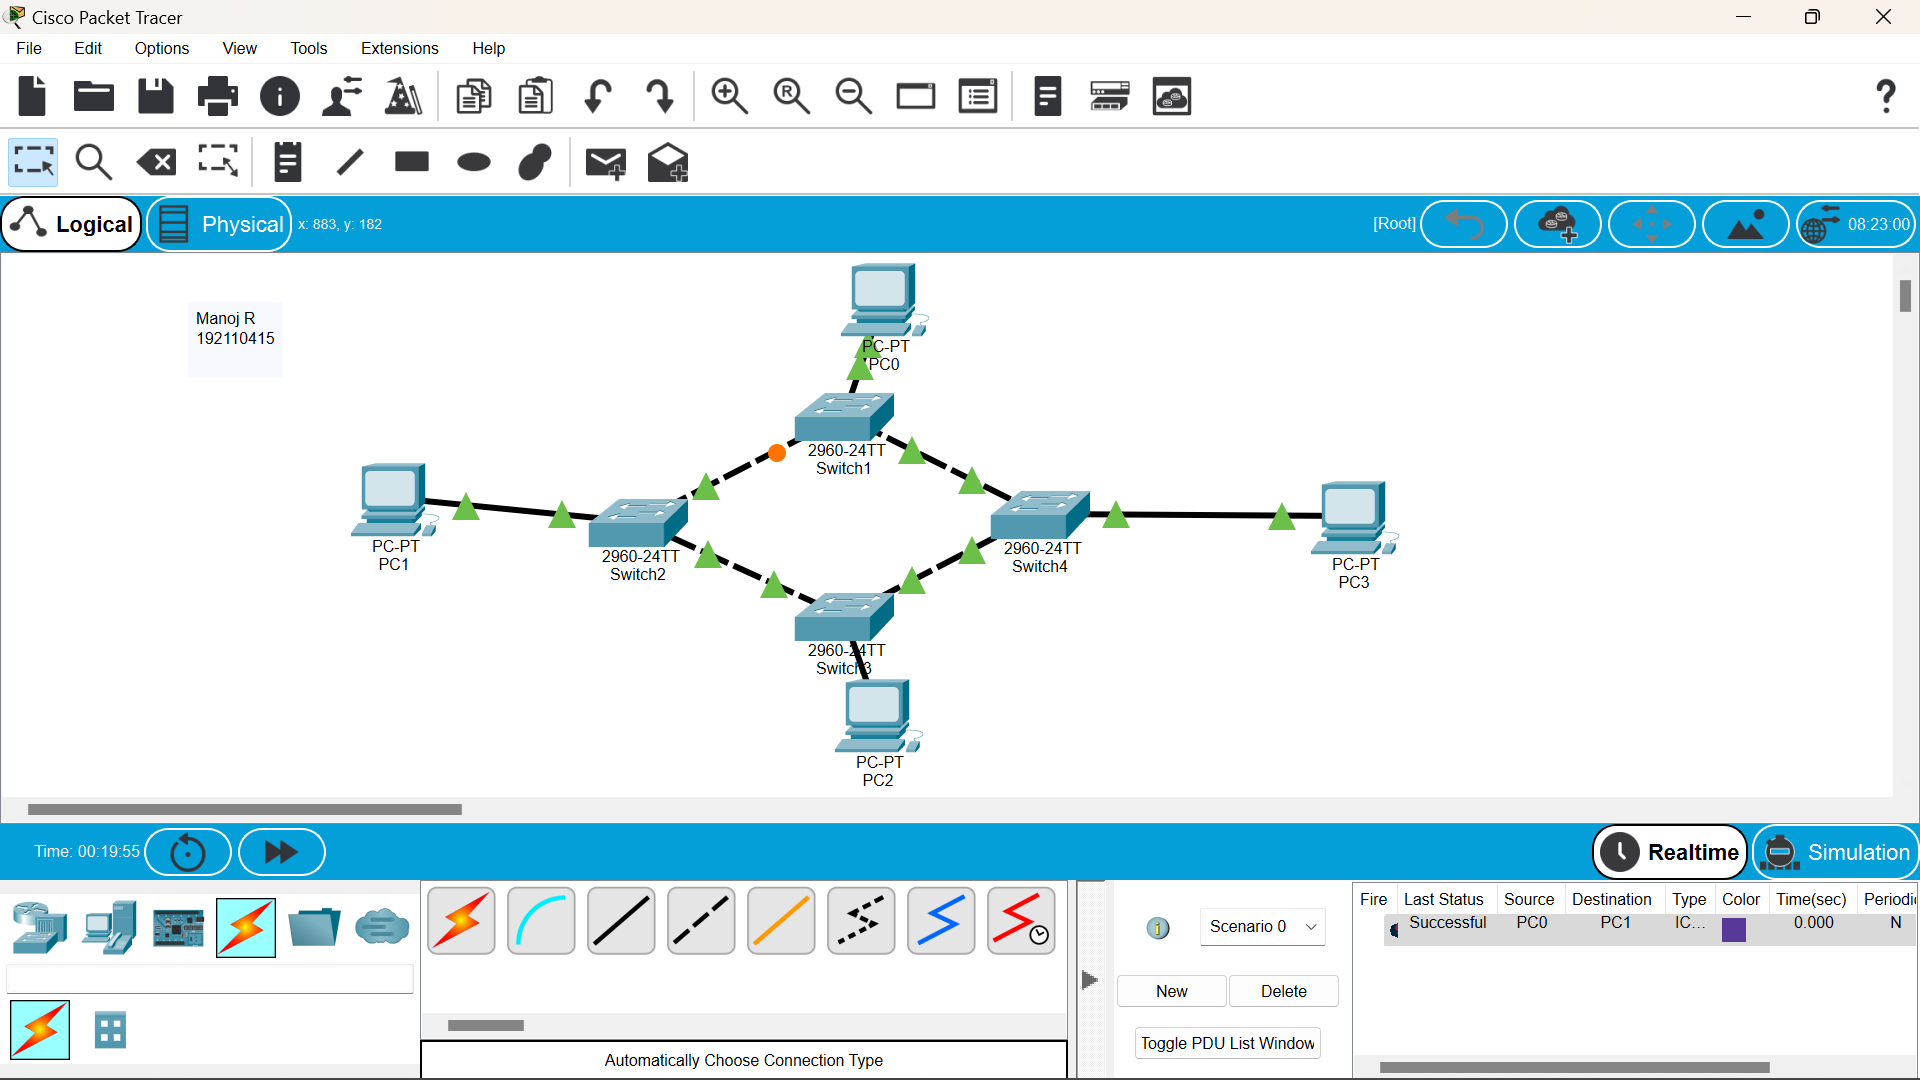 Cisco Packet Tracer
File Edit Options View Tools Extensions Help
Logical Physical x: 883, y: 182 [Root] 08:23:00
Manoj R
192110415
PC-PT
PC0
2960-24TT
Switch1
PC-PT
PC1
2960-24TT
Switch2
2960-24TT
Switch4
PC-PT
PC3
2960-24TT
Switch3
PC-PT
PC2
Time: 00:19:55 Realtime Simulation
Fire Last Status Source Destination Type Color Time(sec) Periodic
Successful PC0 PC1 IC... 0.000 N
Scenario 0
New Delete
Toggle PDU List Window
Automatically Choose Connection Type